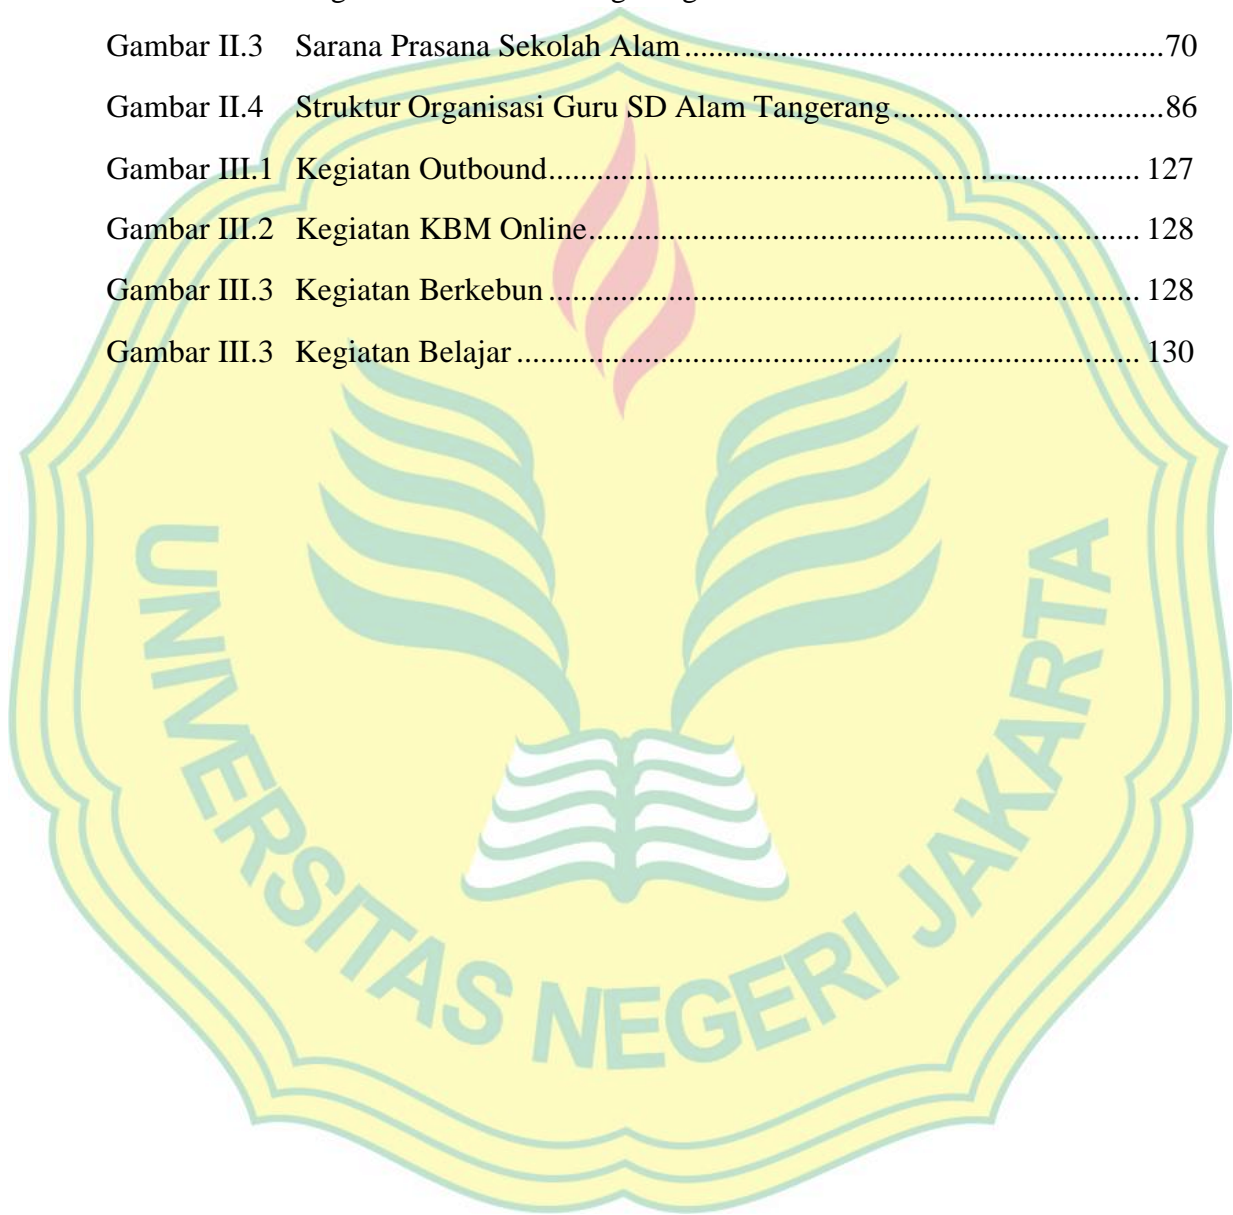 Gambar II.3 Sarana Prasana Sekolah Alam................................................................70
Gambar II.4 Struktur Organisasi Guru SD Alam Tangerang....................................86
Gambar III.1 Kegiatan Outbound............................................................................... 127
Gambar III.2 Kegiatan KBM Online.......................................................................... 128
Gambar III.3 Kegiatan Berkebun............................................................................... 128
Gambar III.3 Kegiatan Belajar ................................................................................... 130
UNIVERSITAS NEGERI JAKARTA